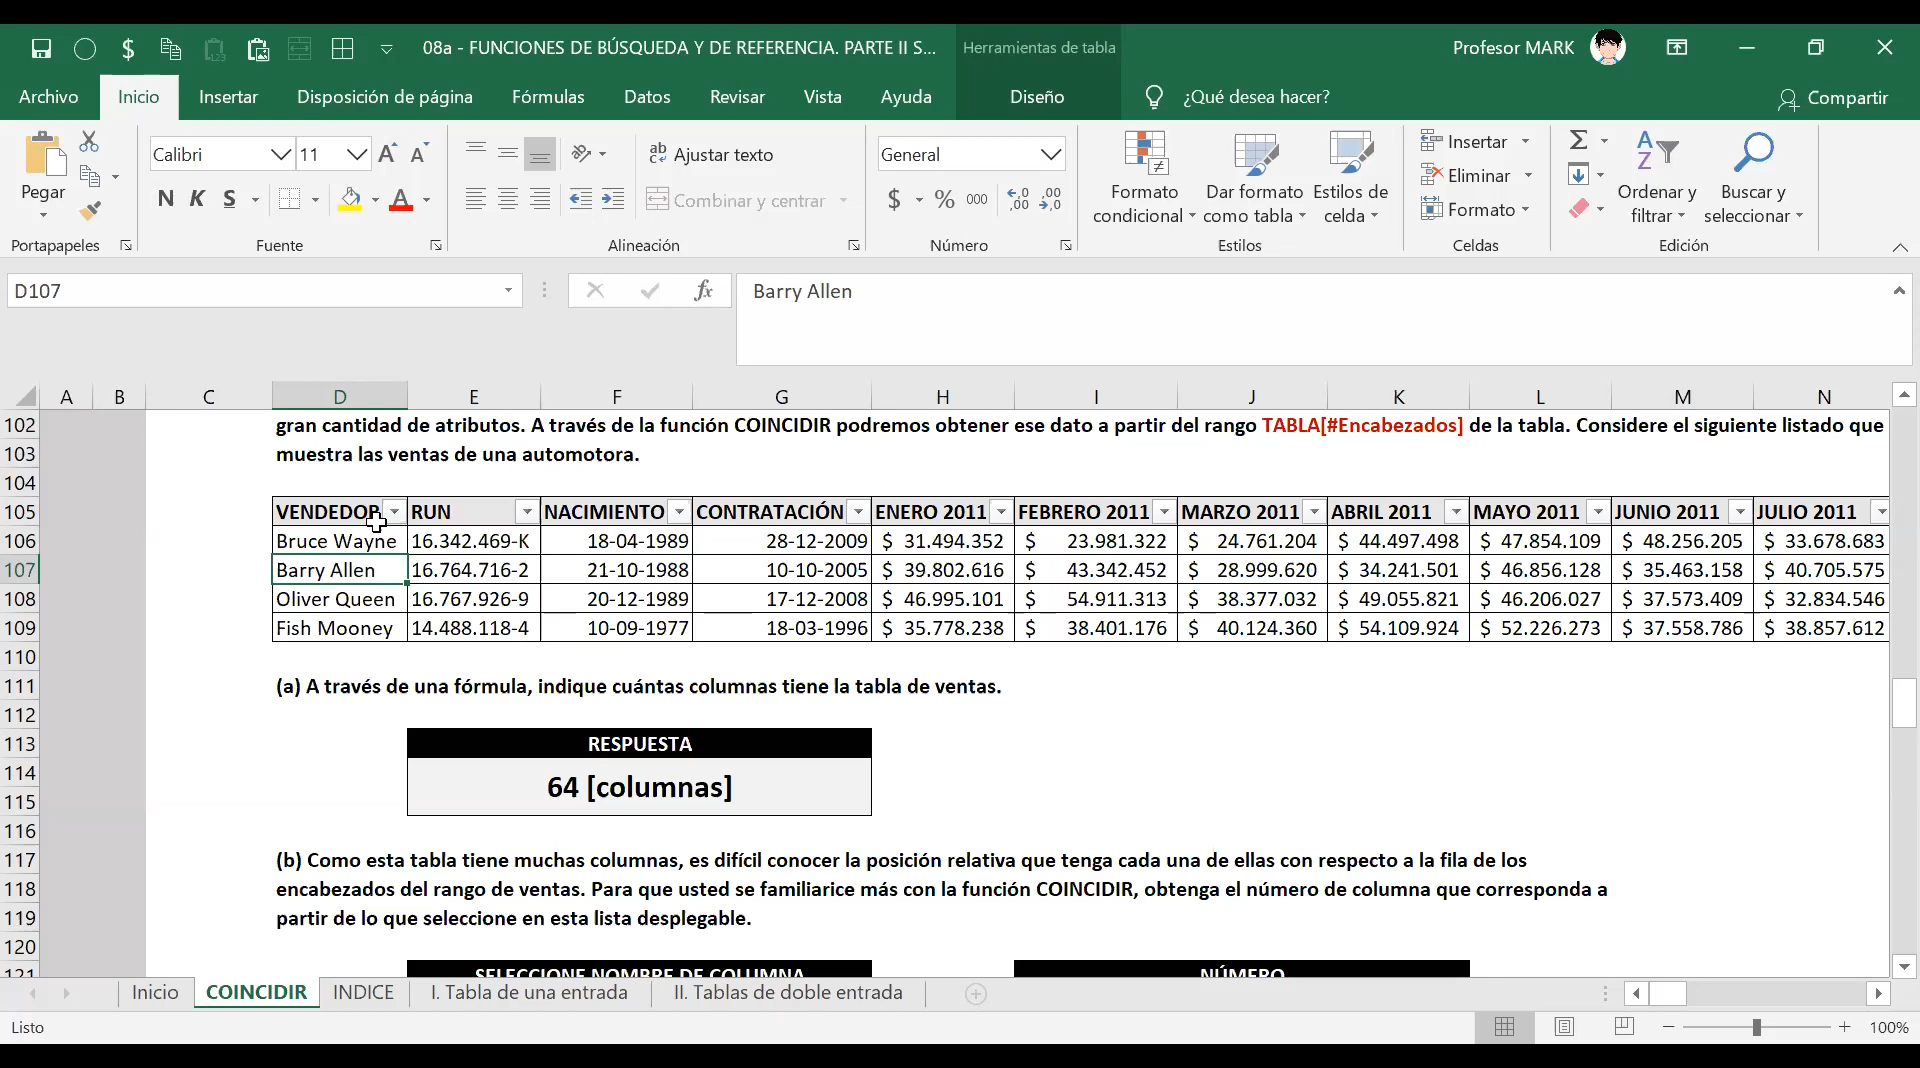 08a - FUNCIONES DE BÚSQUEDA Y DE REFERENCIA. PARTE II S... Herramientas de tabla Profesor MARK
Archivo Inicio Insertar Disposición de página Fórmulas Datos Revisar Vista Ayuda Diseño ¿Qué desea hacer? Compartir
Calibri 11 Ajustar texto General Insertar
Pegar N K S Combinar y centrar $ % 000 Formato condicional Dar formato como tabla Estilos de celda Eliminar Formato Ordenar y filtrar Buscar y seleccionar
Portapapeles Fuente Alineación Número Estilos Celdas Edición
D107 fx Barry Allen
A B C D E F G H I J K L M N
102 gran cantidad de atributos. A través de la función COINCIDIR podremos obtener ese dato a partir del rango TABLA[#Encabezados] de la tabla. Considere el siguiente listado que
103 muestra las ventas de una automotora.
104
105 VENDEDOR RUN NACIMIENTO CONTRATACIÓN ENERO 2011 FEBRERO 2011 MARZO 2011 ABRIL 2011 MAYO 2011 JUNIO 2011 JULIO 2011
106 Bruce Wayne 16.342.469-K 18-04-1989 28-12-2009 $ 31.494.352 $ 23.981.322 $ 24.761.204 $ 44.497.498 $ 47.854.109 $ 48.256.205 $ 33.678.683
107 Barry Allen 16.764.716-2 21-10-1988 10-10-2005 $ 39.802.616 $ 43.342.452 $ 28.999.620 $ 34.241.501 $ 46.856.128 $ 35.463.158 $ 40.705.575
108 Oliver Queen 16.767.926-9 20-12-1989 17-12-2008 $ 46.995.101 $ 54.911.313 $ 38.377.032 $ 49.055.821 $ 46.206.027 $ 37.573.409 $ 32.834.546
109 Fish Mooney 14.488.118-4 10-09-1977 18-03-1996 $ 35.778.238 $ 38.401.176 $ 40.124.360 $ 54.109.924 $ 52.226.273 $ 37.558.786 $ 38.857.612
110
111 (a) A través de una fórmula, indique cuántas columnas tiene la tabla de ventas.
112
113 RESPUESTA
114 64 [columnas]
115
116
117 (b) Como esta tabla tiene muchas columnas, es difícil conocer la posición relativa que tenga cada una de ellas con respecto a la fila de los
118 encabezados del rango de ventas. Para que usted se familiarice más con la función COINCIDIR, obtenga el número de columna que corresponda a
119 partir de lo que seleccione en esta lista desplegable.
120
121 SELECCIONE NOMBRE DE COLUMNA NÚMERO
Inicio COINCIDIR INDICE I. Tabla de una entrada II. Tablas de doble entrada
Listo 100%